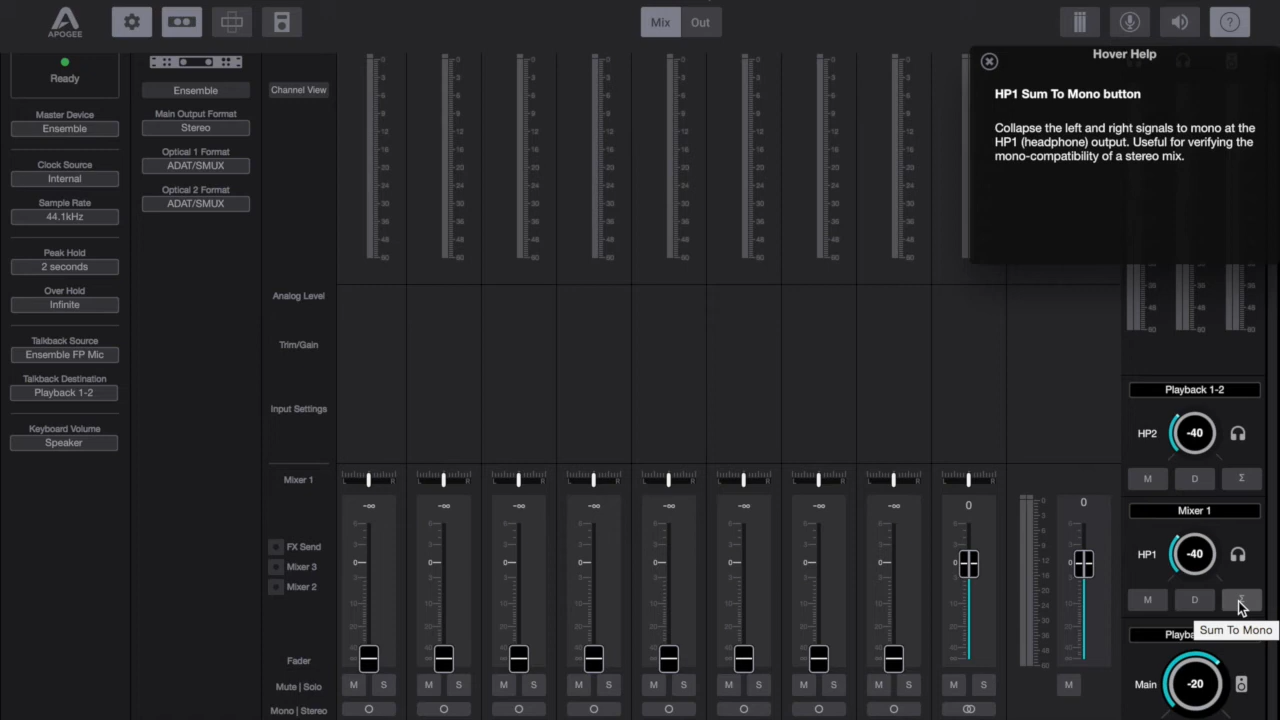 APOGEE
Mix
Out
?
Ready
Master Device
Ensemble
Clock Source
Internal
Sample Rate
44.1kHz
Peak Hold
2 seconds
Over Hold
Infinite
Talkback Source
Ensemble FP Mic
Talkback Destination
Playback 1-2
Keyboard Volume
Speaker
Ensemble
Main Output Format
Stereo
Optical 1 Format
ADAT/SMUX
Optical 2 Format
ADAT/SMUX
Channel View
Analog Level
Trim/Gain
Input Settings
Mixer 1
FX Send
Mixer 3
Mixer 2
Fader
Mute | Solo
Mono | Stereo
-∞ -∞ -∞ -∞ -∞ -∞ -∞ -∞ 0 0
M S M S M S M S M S M S M S M S M S M
Hover Help
HP1 Sum To Mono button
Collapse the left and right signals to mono at the
HP1 (headphone) output. Useful for verifying the
mono-compatibility of a stereo mix.
Playback 1-2
HP2 -40
M D Σ
Mixer 1
HP1 -40
M D Σ
Sum To Mono
Main -20